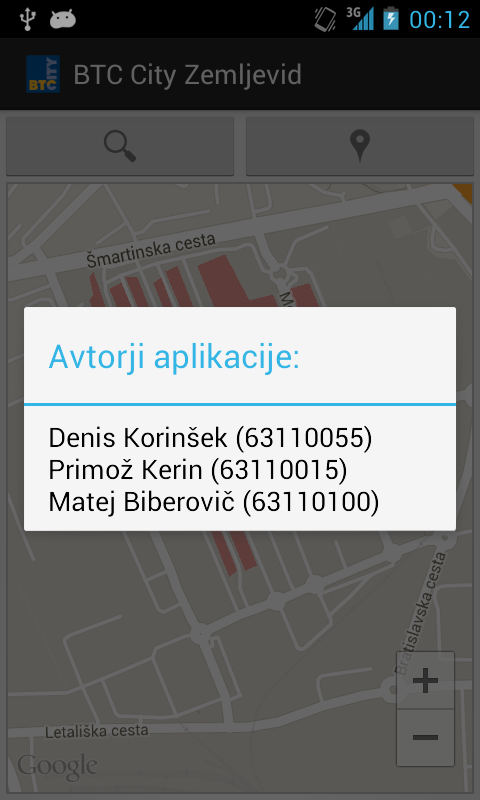 3G 00:12
BTC CITY BTC City Zemljevid
Šmartinska cesta
M
Avtorji aplikacije:
Denis Korinšek (63110055)
Primož Kerin (63110015)
Matej Biberovič (63110100)
Bratislavska cesta
Letališka cesta
Google